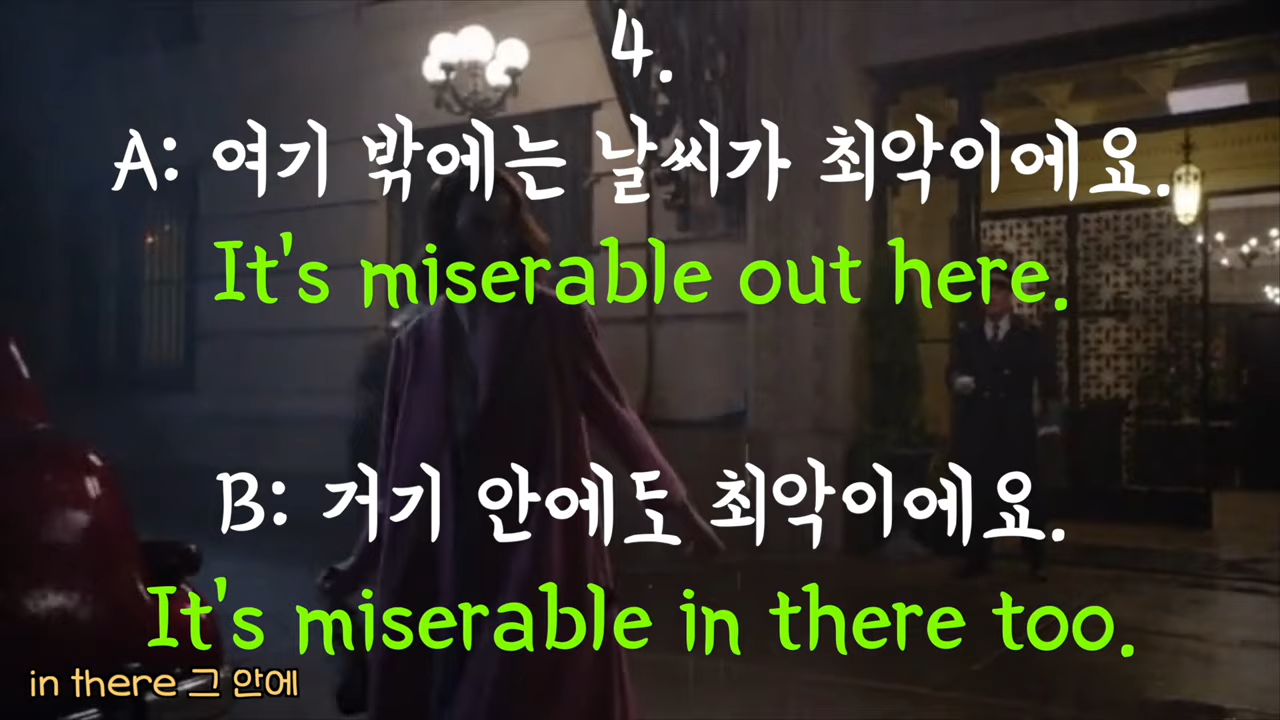 4.
A: 여기 밖에는 날씨가 최악이에요.
It's miserable out here.
B: 거기 안에도 최악이에요.
It's miserable in there too.
in there 그 안에